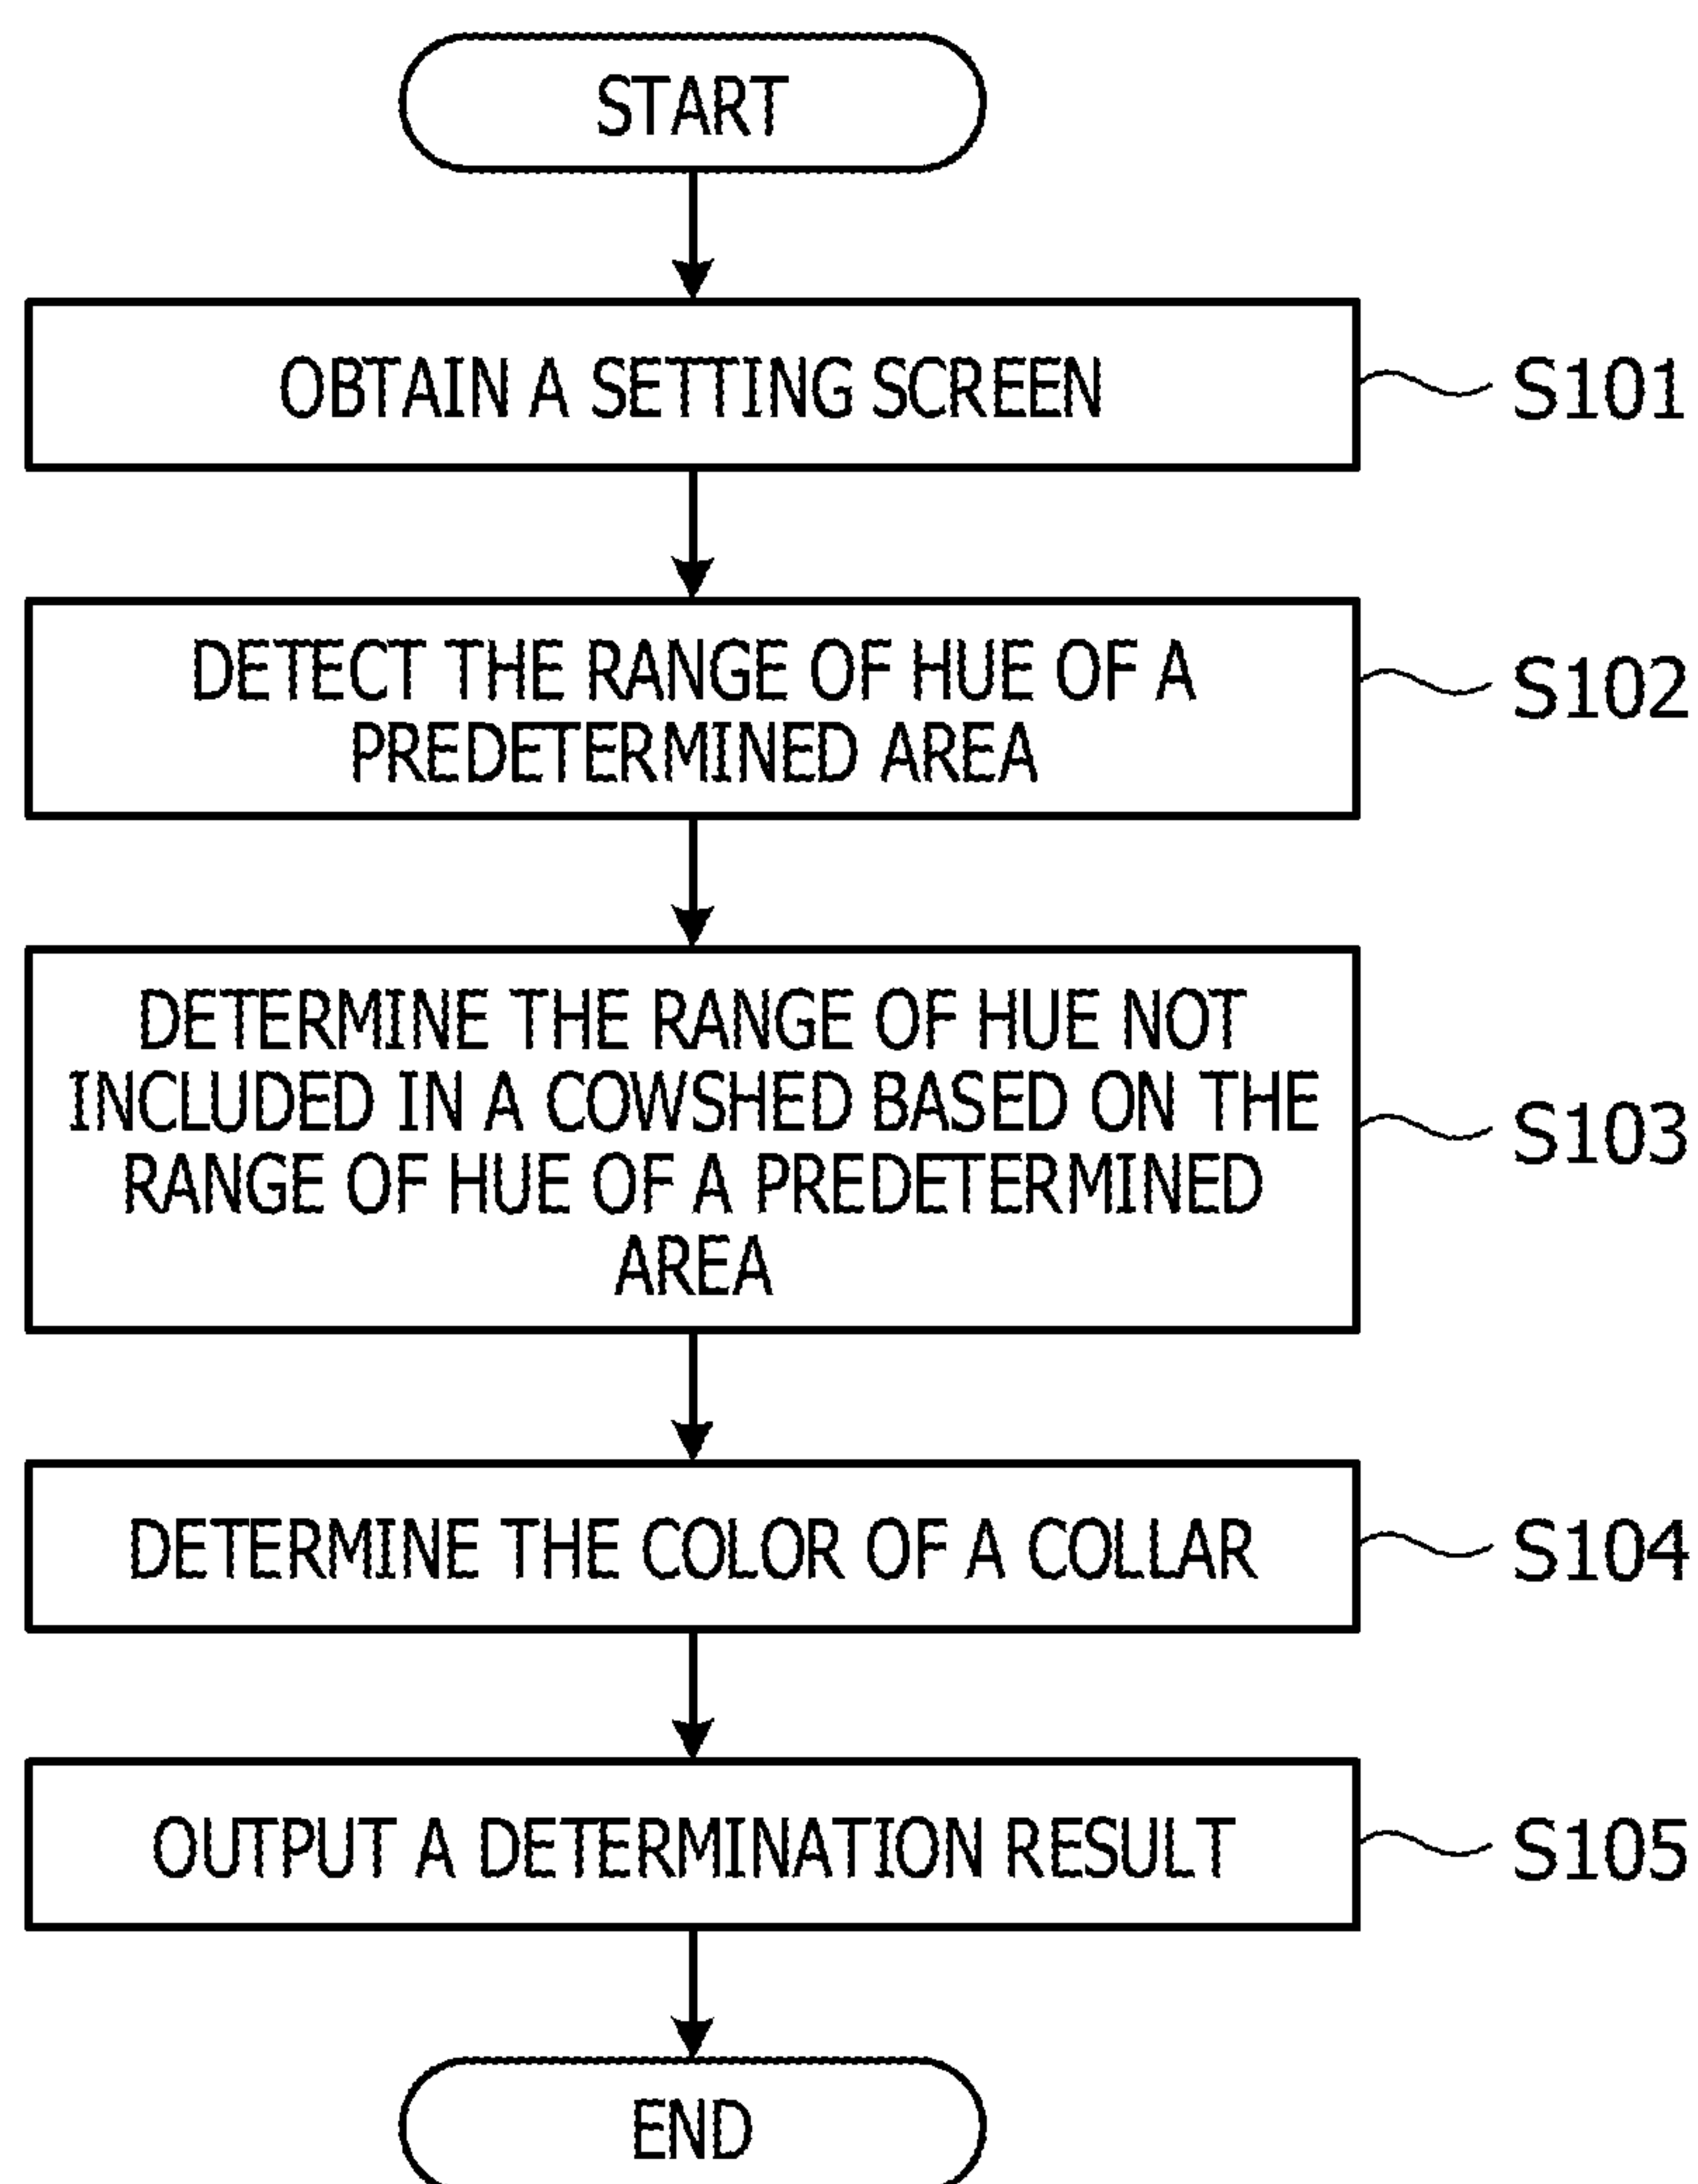 START
OBTAIN A SETTING SCREEN
S101
DETECT THE RANGE OF HUE OF A
PREDETERMINED AREA
S102
DETERMINE THE RANGE OF HUE NOT
INCLUDED IN A COWSHED BASED ON THE
RANGE OF HUE OF A PREDETERMINED
AREA
S103
DETERMINE THE COLOR OF A COLLAR
S104
OUTPUT A DETERMINATION RESULT
S105
END